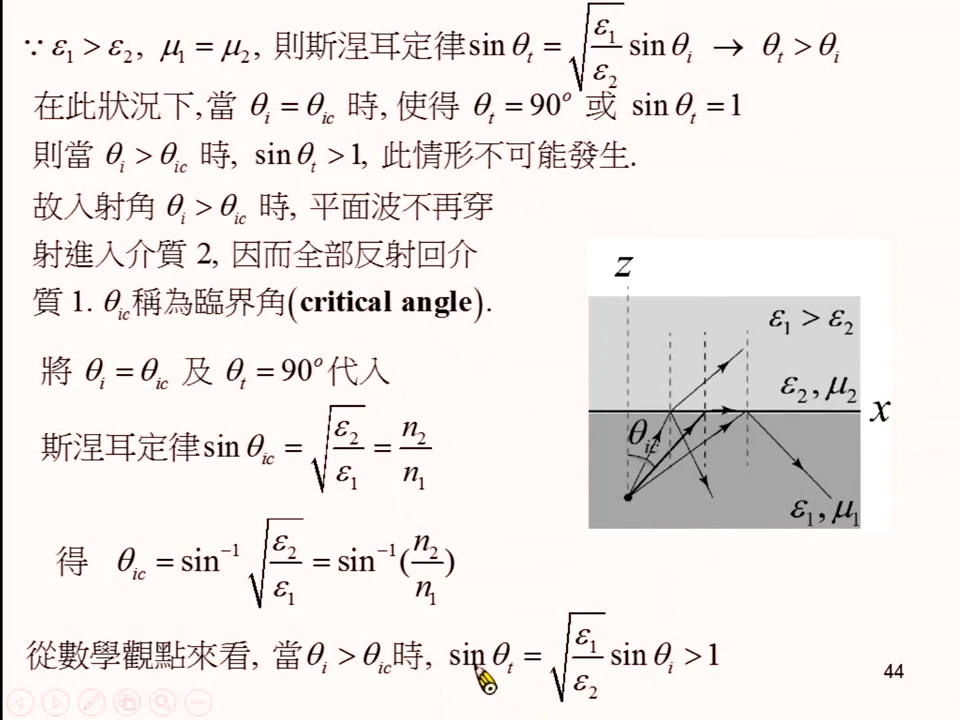 ∵ ε₁ > ε₂, μ₁ = μ₂, 則斯涅耳定律 sin θₜ = √(ε₁/ε₂) sin θᵢ → θₜ > θᵢ
在此狀況下, 當 θᵢ = θᵢc 時, 使得 θₜ = 90° 或 sin θₜ = 1
則當 θᵢ > θᵢc 時, sin θₜ > 1, 此情形不可能發生.
故入射角 θᵢ > θᵢc 時, 平面波不再穿
射進入介質 2, 因而全部反射回介
質 1. θᵢc 稱為臨界角(critical angle).
將 θᵢ = θᵢc 及 θₜ = 90° 代入
斯涅耳定律 sin θᵢc = √(ε₂/ε₁) = n₂/n₁
得 θᵢc = sin⁻¹ √(ε₂/ε₁) = sin⁻¹(n₂/n₁)
從數學觀點來看, 當 θᵢ > θᵢc 時, sin θₜ = √(ε₁/ε₂) sin θᵢ > 1
z
ε₁ > ε₂
ε₂, μ₂
x
θᵢc
ε₁, μ₁
44